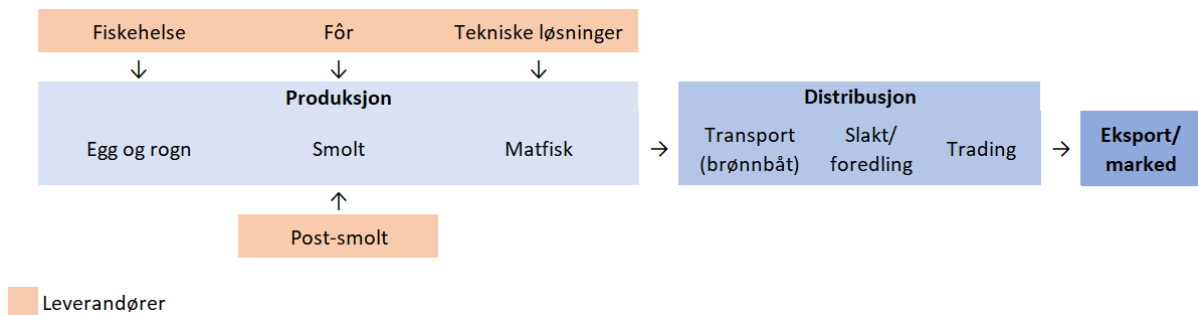 Fiskehelse Fôr Tekniske løsninger
↓ ↓ ↓
Produksjon
Egg og rogn Smolt Matfisk
→
Distribusjon
Transport
(brønnbåt)
Slakt/
foredling
Trading
→
Eksport/
marked
↑
Post-smolt
Leverandører